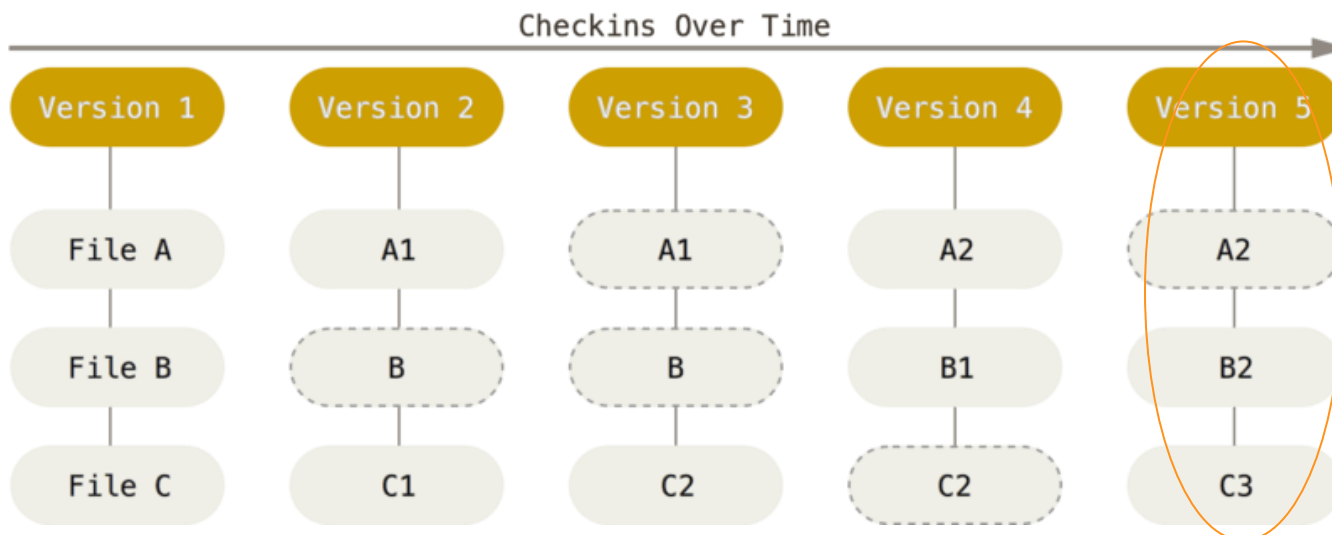 Checkins Over Time
Version 1 Version 2 Version 3 Version 4 Version 5
File A A1 A1 A2 A2
File B B B B1 B2
File C C1 C2 C2 C3